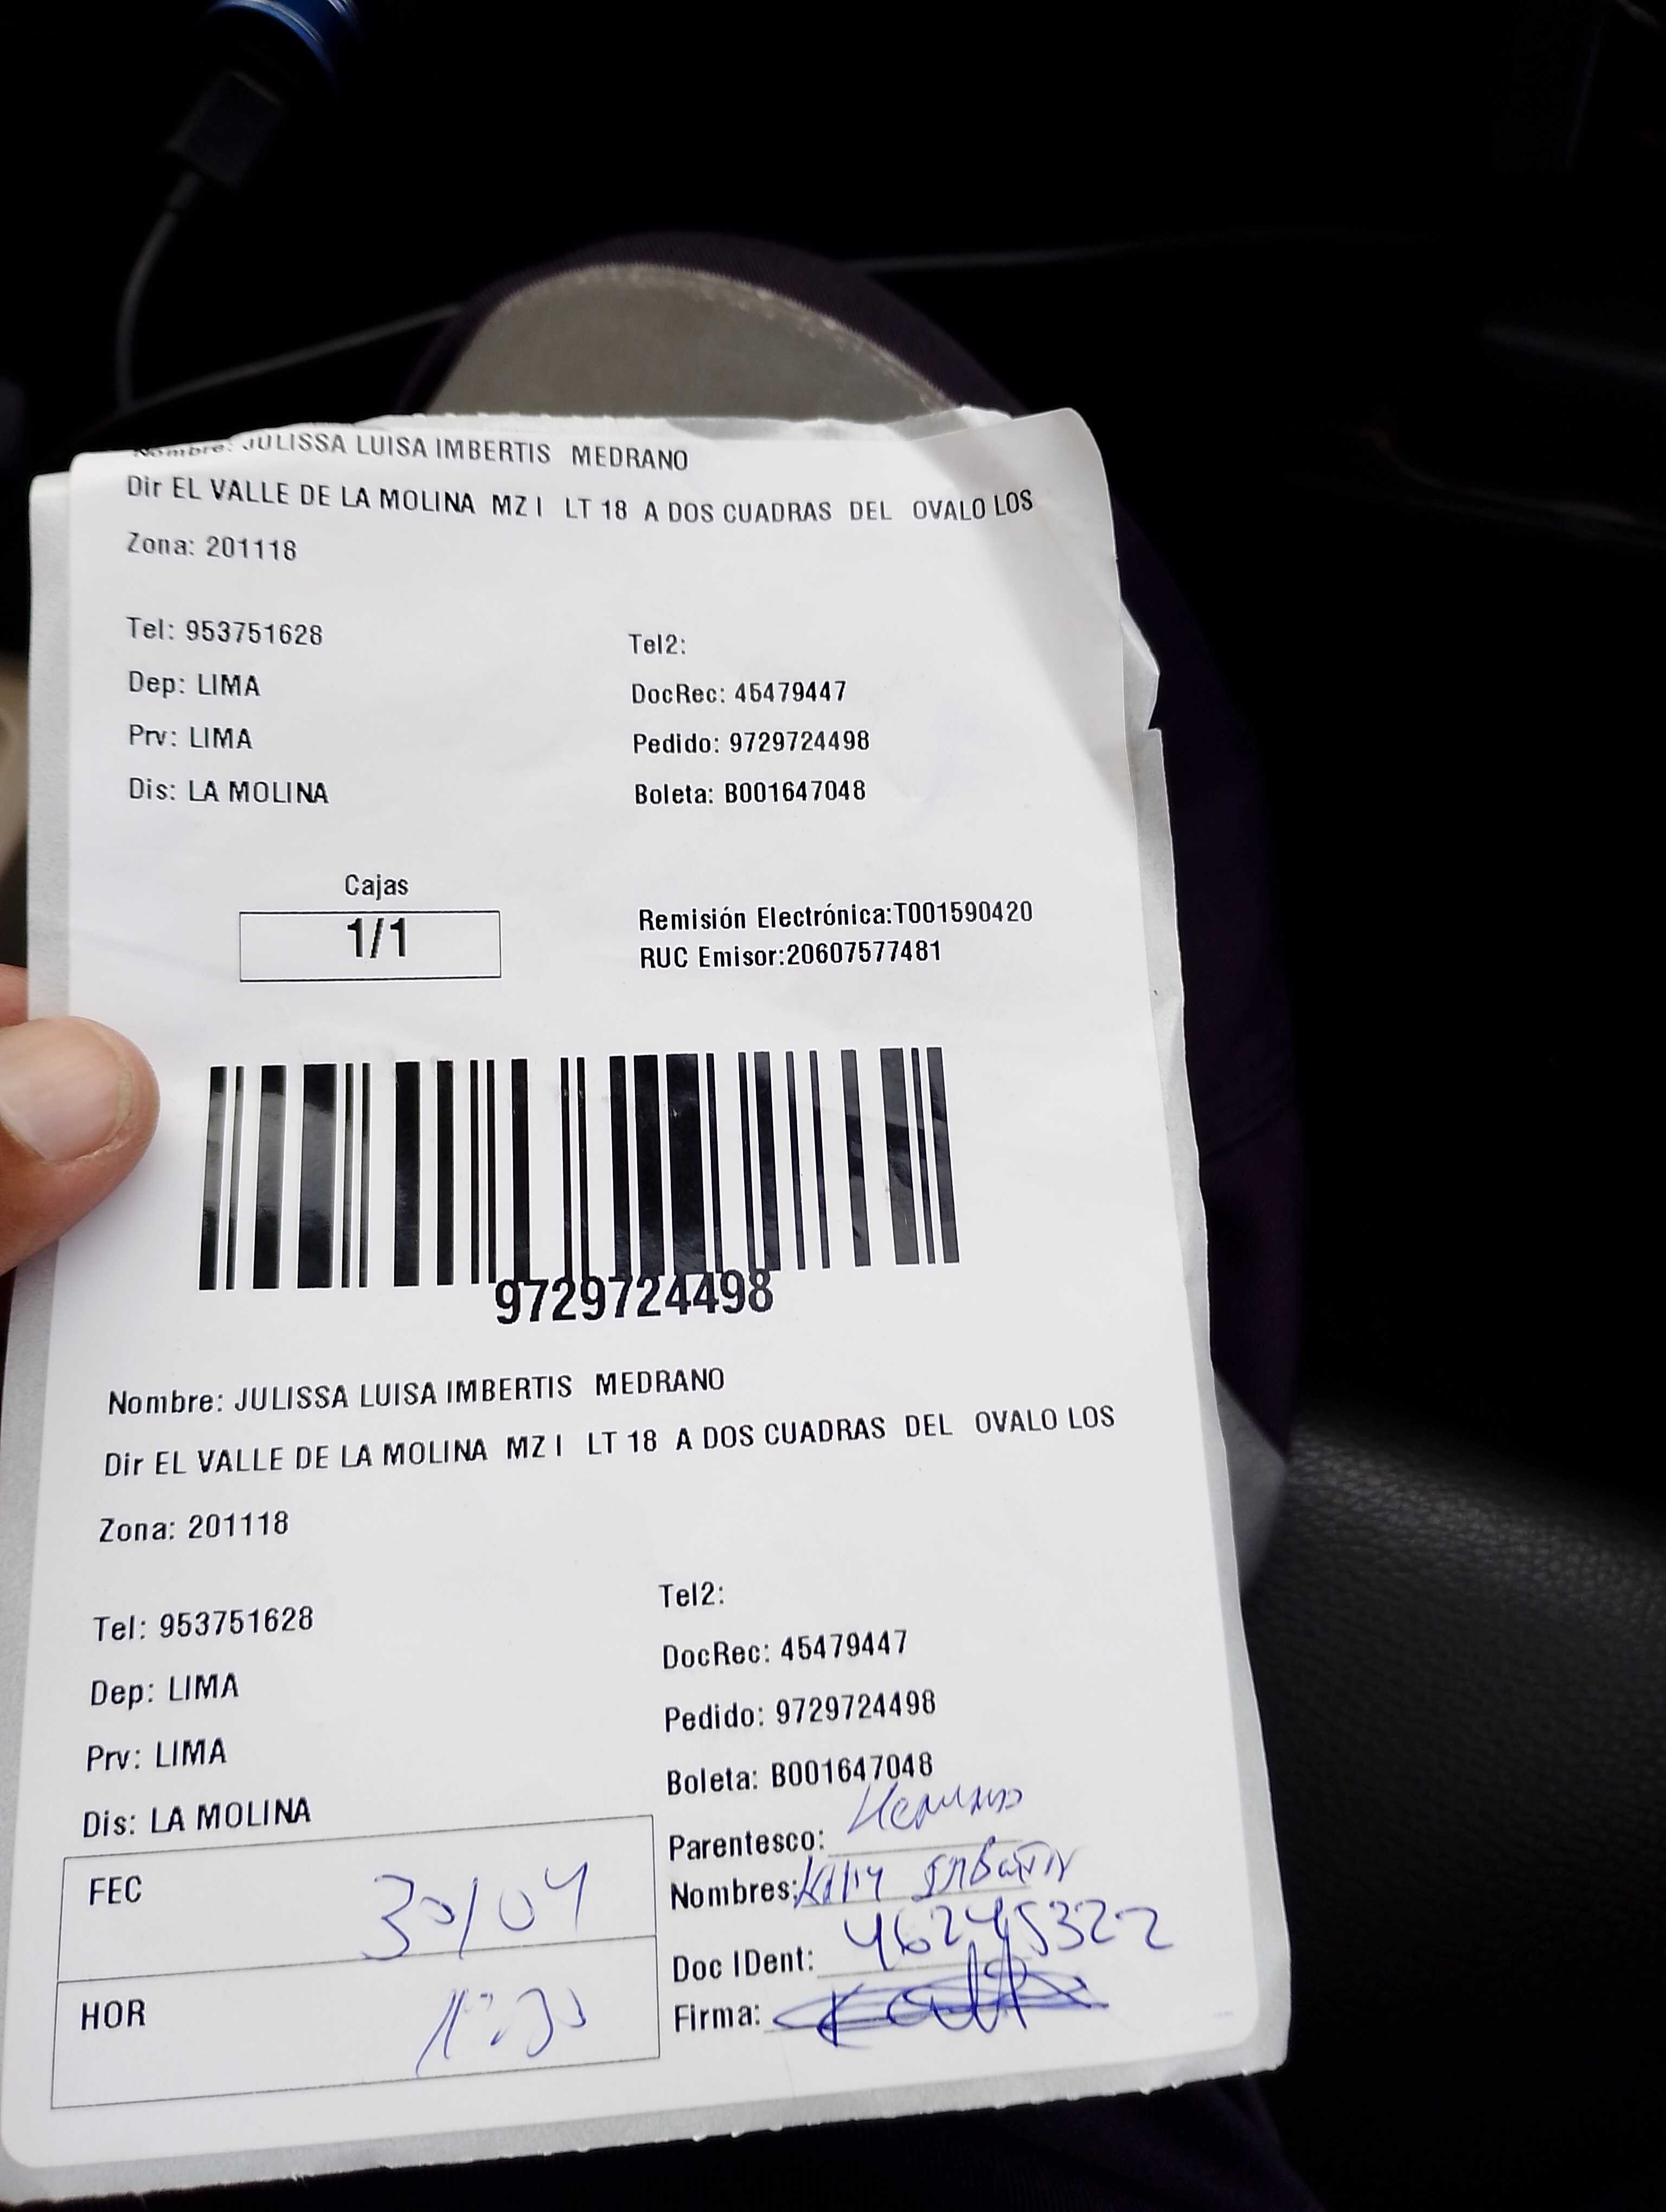 Nombre: JULISSA LUISA IMBERTIS MEDRANO
Dir EL VALLE DE LA MOLINA MZ I LT 18 A DOS CUADRAS DEL OVALO LOS
Zona: 201118
Tel: 953751628 Tel2:
Dep: LIMA DocRec: 45479447
Prv: LIMA Pedido: 9729724498
Dis: LA MOLINA Boleta: B001647048
Cajas
1/1
Remisión Electrónica:T001590420
RUC Emisor:20607577481
9729724498
Nombre: JULISSA LUISA IMBERTIS MEDRANO
Dir EL VALLE DE LA MOLINA MZ I LT 18 A DOS CUADRAS DEL OVALO LOS
Zona: 201118
Tel: 953751628 Tel2:
Dep: LIMA DocRec: 45479447
Prv: LIMA Pedido: 9729724498
Dis: LA MOLINA Boleta: B001647048
FEC 30/04
HOR
Parentesco:
Nombres:
Doc IDent: 46245322
Firma: